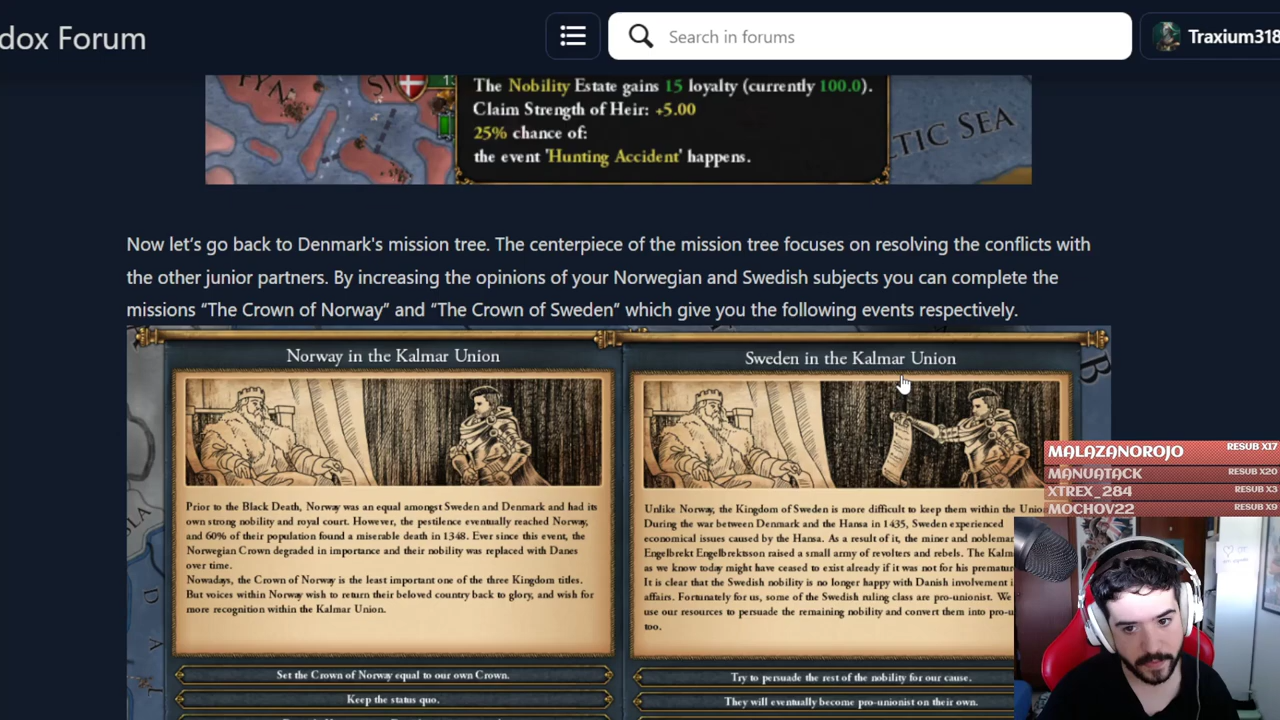 dox Forum
Search in forums
Traxium318
The Nobility Estate gains 15 loyalty (currently 100.0).
Claim Strength of Heir: +5.00
25% chance of:
the event 'Hunting Accident' happens.
TIC SEA
Now let's go back to Denmark's mission tree. The centerpiece of the mission tree focuses on resolving the conflicts with
the other junior partners. By increasing the opinions of your Norwegian and Swedish subjects you can complete the
missions “The Crown of Norway” and “The Crown of Sweden” which give you the following events respectively.
Norway in the Kalmar Union
Prior to the Black Death, Norway was an equal amongst Sweden and Denmark and had its
own strong nobility and royal court. However, the pestilence eventually reached Norway,
and 60% of their population found a miserable death in 1348. Ever since this event, the
Norwegian Crown degraded in importance and their nobility was replaced with Danes
over time.
Nowadays, the Crown of Norway is the least important one of the three Kingdom titles.
But voices within Norway wish to return their beloved country back to glory, and wish for
more recognition within the Kalmar Union.
Set the Crown of Norway equal to our own Crown.
Keep the status quo.
Sweden in the Kalmar Union
Unlike Norway, the Kingdom of Sweden is more difficult to keep them within the Union
During the war between Denmark and the Hansa in 1435, Sweden experienced
economical issues caused by the Hansa. As a result of it, the miner and nobleman
Engelbrekt Engelbrektsson raised a small army of revolters and rebels. The Kalm
as we know today might have ceased to exist already if it was not for his prematur
It is clear that the Swedish nobility is no longer happy with Danish involvement i
affairs. Fortunately for us, some of the Swedish ruling class are pro-unionist. We
use our resources to persuade the remaining nobility and convert them into pro-u
too.
Try to persuade the rest of the nobility for our cause.
They will eventually become pro-unionist on their own.
MALAZANOROJO RESUB X17
MANUATACK RESUB X20
XTREX_284 RESUB X3
MOCHOV22 RESUB X9